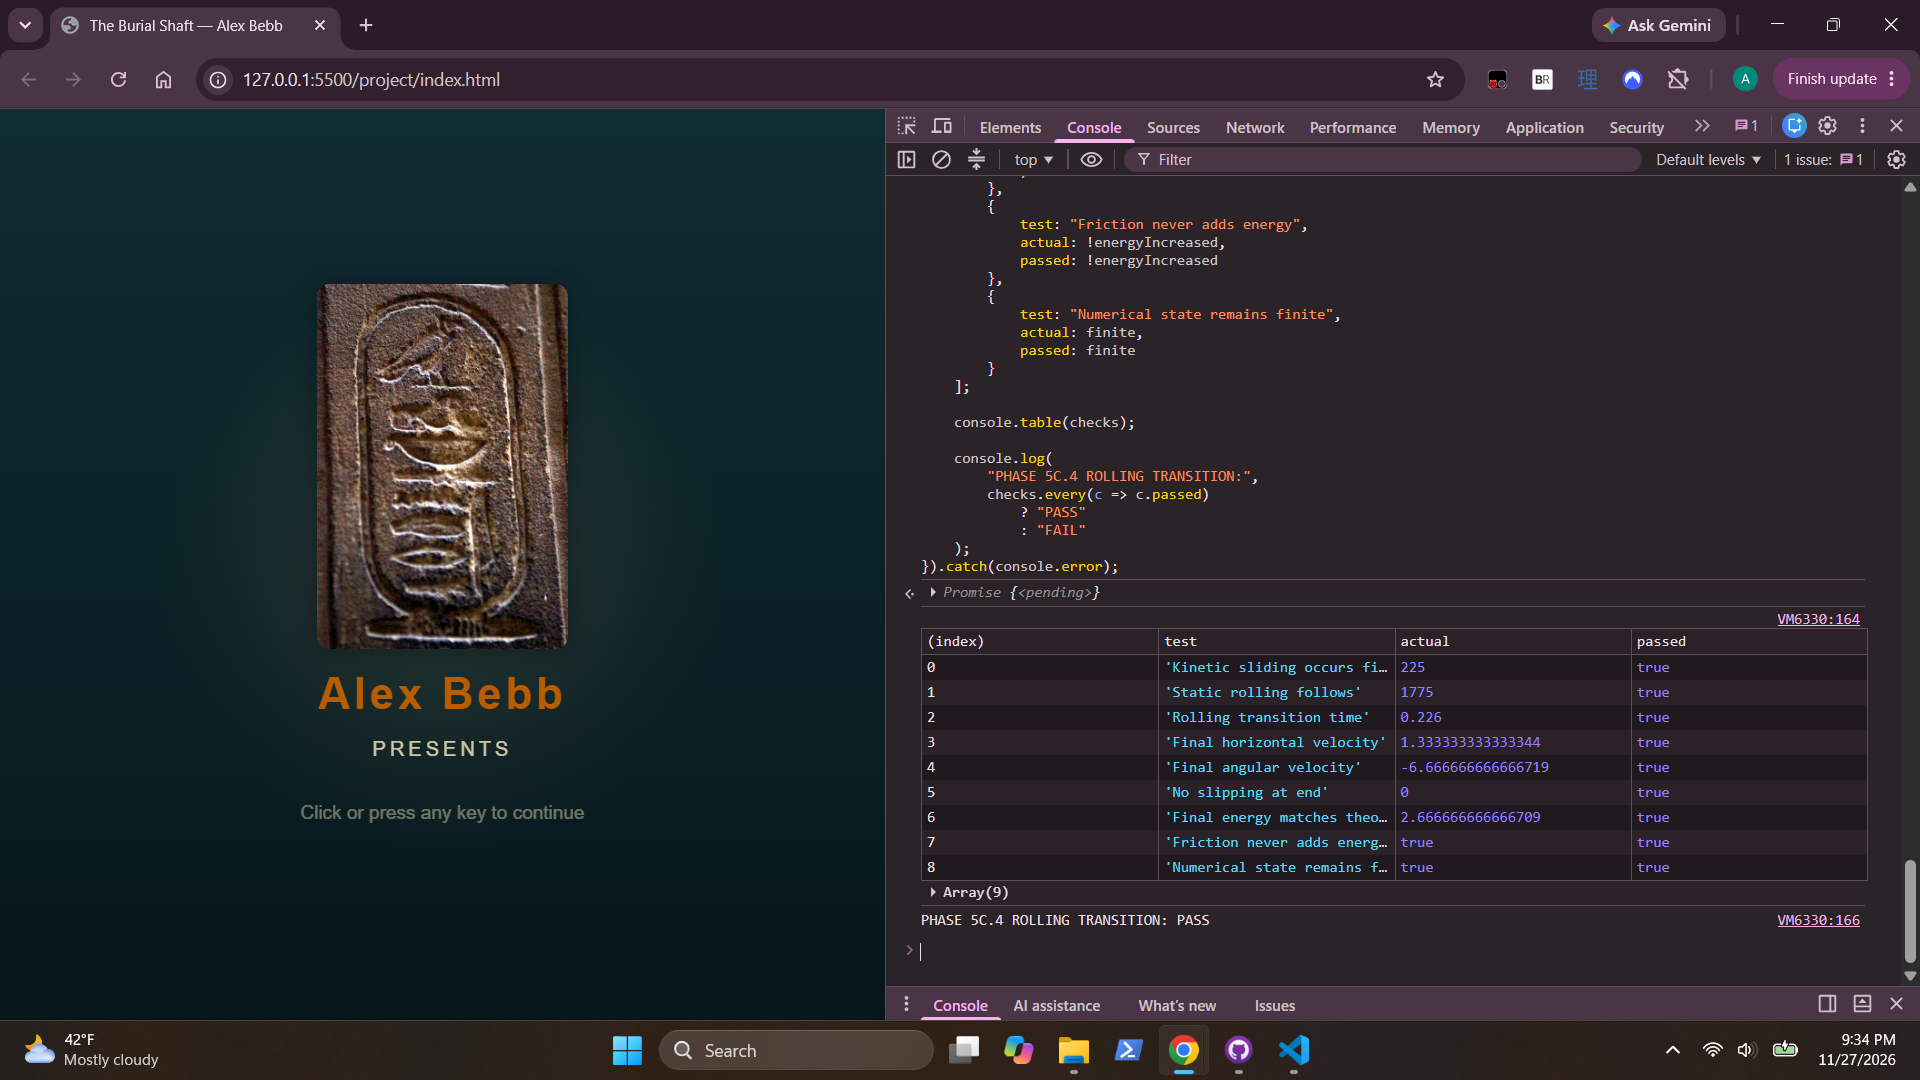 The Burial Shaft — Alex Bebb
Ask Gemini
127.0.0.1:5500/project/index.html
BR
理
A
Finish update
Elements
Console
Sources
Network
Performance
Memory
Application
Security
1
top
Filter
Default levels
1 issue:
1
},
{
test: "Friction never adds energy",
actual: !energyIncreased,
passed: !energyIncreased
},
{
test: "Numerical state remains finite",
actual: finite,
passed: finite
}
];
console.table(checks);
console.log(
"PHASE 5C.4 ROLLING TRANSITION:",
checks.every(c => c.passed)
? "PASS"
: "FAIL"
);
}).catch(console.error);
Promise {<pending>}
VM6330:164
(index) test actual passed
0 'Kinetic sliding occurs fi… 225 true
1 'Static rolling follows' 1775 true
2 'Rolling transition time' 0.226 true
3 'Final horizontal velocity' 1.333333333333344 true
4 'Final angular velocity' -6.666666666666719 true
5 'No slipping at end' 0 true
6 'Final energy matches theo… 2.666666666666709 true
7 'Friction never adds energ… true true
8 'Numerical state remains f… true true
Array(9)
PHASE 5C.4 ROLLING TRANSITION: PASS
VM6330:166
Console
AI assistance
What's new
Issues
Alex Bebb
PRESENTS
Click or press any key to continue
42°F
Mostly cloudy
Search
9:34 PM
11/27/2026